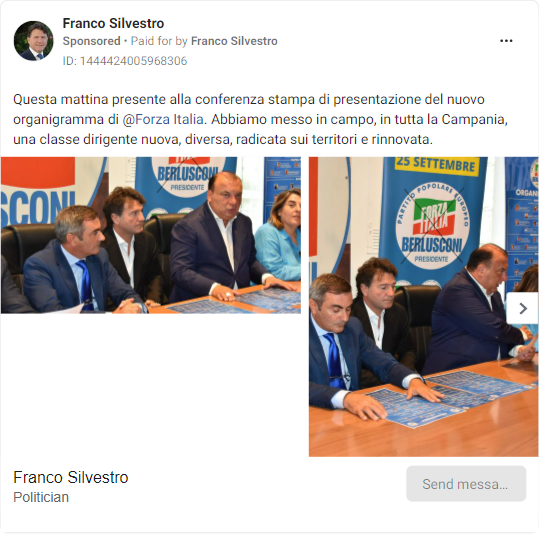 Franco Silvestro
Sponsored • Paid for by Franco Silvestro
ID: 1444424005968306
Questa mattina presente alla conferenza stampa di presentazione del nuovo
organigramma di @Forza Italia. Abbiamo messo in campo, in tutta la Campania,
una classe dirigente nuova, diversa, radicata sui territori e rinnovata.
USCONI
BERLUSCONI
PRESIDENTE
25 SETTEMBRE
PARTITO POPOLARE EUROPEO
FORZA
ITALIA
BERLUSCONI
PRESIDENTE
ORGANI
Franco Silvestro
Politician
Send messa...